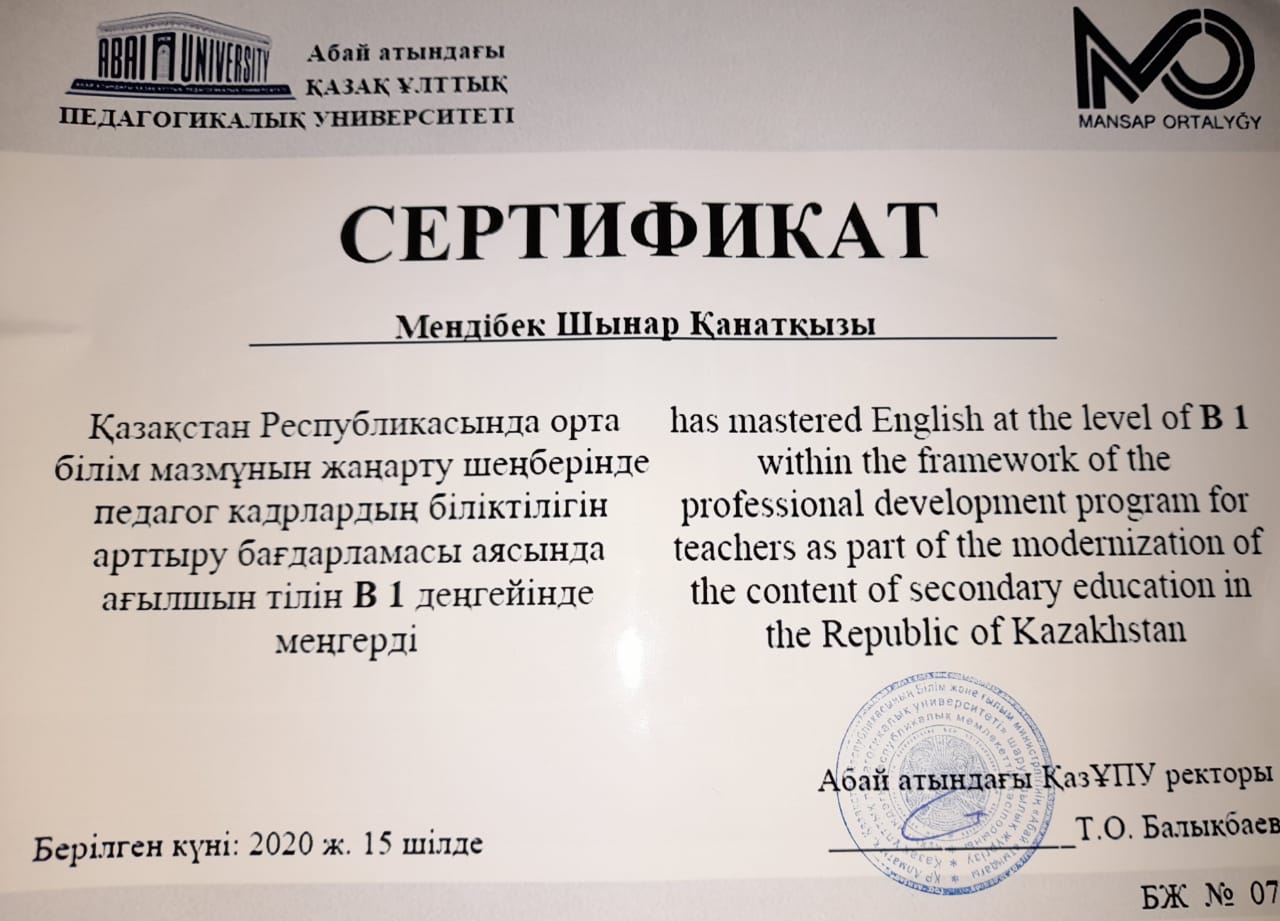 ABAI UNIVERSITY
Абай атындағы
ҚАЗАҚ ҰЛТТЫҚ
ПЕДАГОГИКАЛЫҚ УНИВЕРСИТЕТІ
MANSAP ORTALYǴY
СЕРТИФИКАТ
Мендібек Шынар Қанатқызы
Қазақстан Республикасында орта
білім мазмұнын жаңарту шеңберінде
педагог кадрлардың біліктілігін
арттыру бағдарламасы аясында
ағылшын тілін В 1 деңгейінде
меңгерді
has mastered English at the level of B 1
within the framework of the
professional development program for
teachers as part of the modernization of
the content of secondary education in
the Republic of Kazakhstan
Абай атындағы ҚазҰПУ ректоры
Т.О. Балыкбаев
Берілген күні: 2020 ж. 15 шілде
БЖ № 07